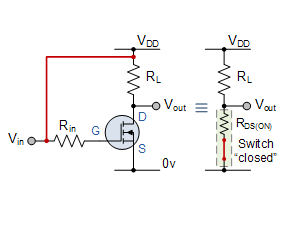 VDD
VDD
RL
RL
D
Vout
Vout
Rin
G
RDS(ON)
Vin
S
Switch
"closed"
0v